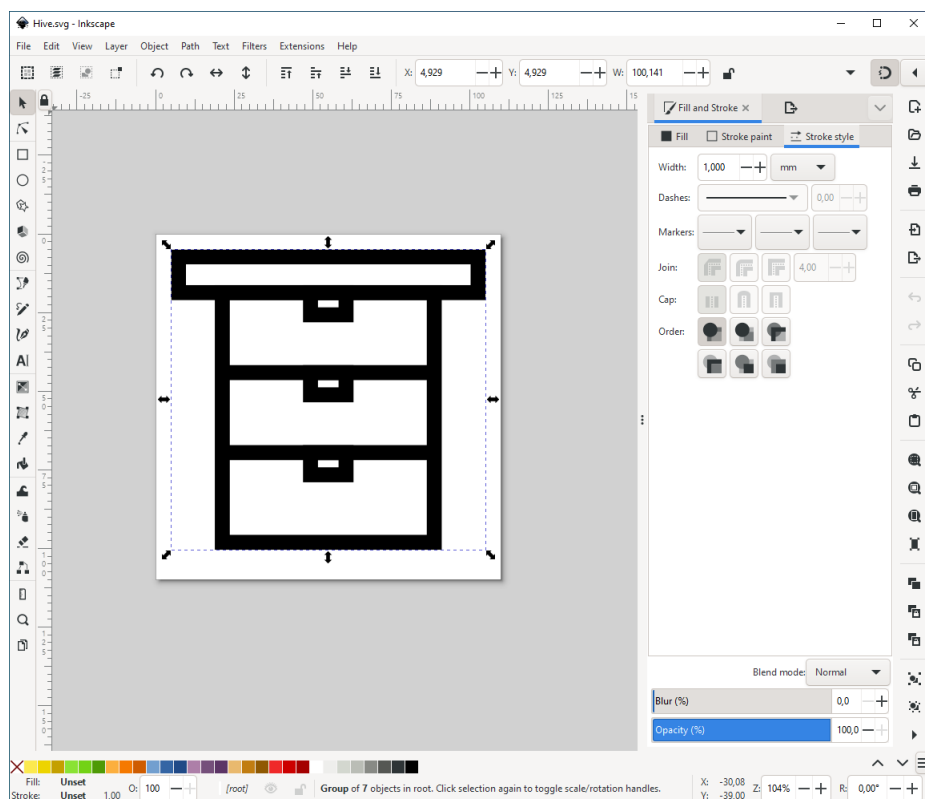 Hive.svg - Inkscape
File Edit View Layer Object Path Text Filters Extensions Help
X: 4,929 Y: 4,929 W: 100,141
-25 0 25 50 75 100 125 15
Fill and Stroke
Fill Stroke paint Stroke style
Width: 1,000 mm
Dashes: 0,00
Markers:
Join: 4,00
Cap:
Order:
Blend mode: Normal
Blur (%) 0,0
Opacity (%) 100,0
Fill: Unset
Stroke: Unset 1.00
O: 100
[root]
Group of 7 objects in root. Click selection again to toggle scale/rotation handles.
X: -30,08
Y: -39,00
Z: 104%
R: 0,00°